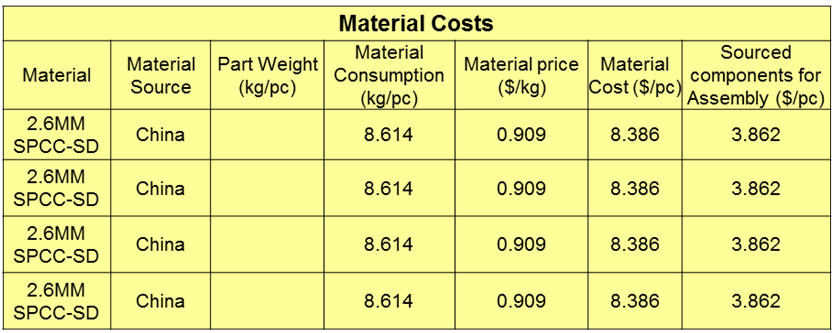 Material Costs
Material
Material Source
Part Weight (kg/pc)
Material Consumption (kg/pc)
Material price ($/kg)
Material Cost ($/pc)
Sourced components for Assembly ($/pc)
2.6MM SPCC-SD
China
8.614
0.909
8.386
3.862
2.6MM SPCC-SD
China
8.614
0.909
8.386
3.862
2.6MM SPCC-SD
China
8.614
0.909
8.386
3.862
2.6MM SPCC-SD
China
8.614
0.909
8.386
3.862